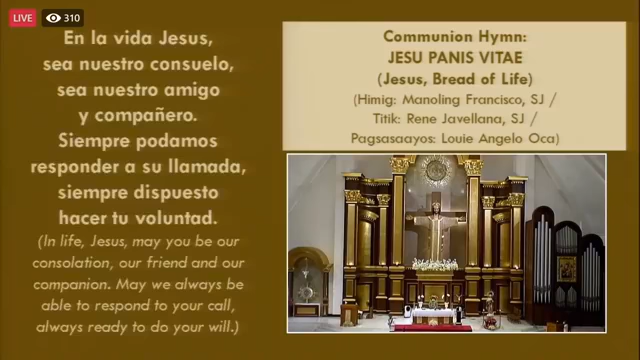 LIVE 310
En la vida Jesus,
sea nuestro consuelo,
sea nuestro amigo
y compañero.
Siempre podamos
responder a su llamada,
siempre dispuesto
hacer tu voluntad.
(In life, Jesus, may you be our
consolation, our friend and our
companion. May we always be
able to respond to your call,
always ready to do your will.)
Communion Hymn:
JESU PANIS VITAE
(Jesus, Bread of Life)
(Himig: Manoling Francisco, SJ /
Titik: Rene Javellana, SJ /
Pagsasaayos: Louie Angelo Oca)